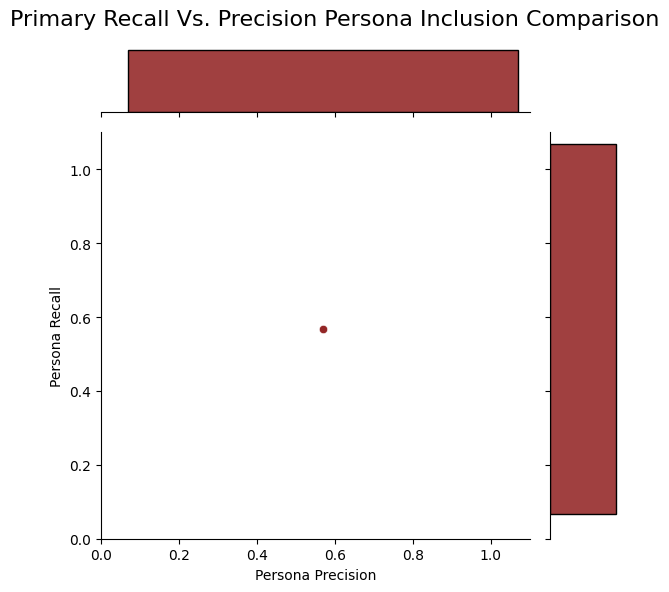 Primary Recall Vs. Precision Persona Inclusion Comparison
1.0
0.8
0.6
0.4
0.2
0.0
Persona Recall
0.0 0.2 0.4 0.6 0.8 1.0
Persona Precision